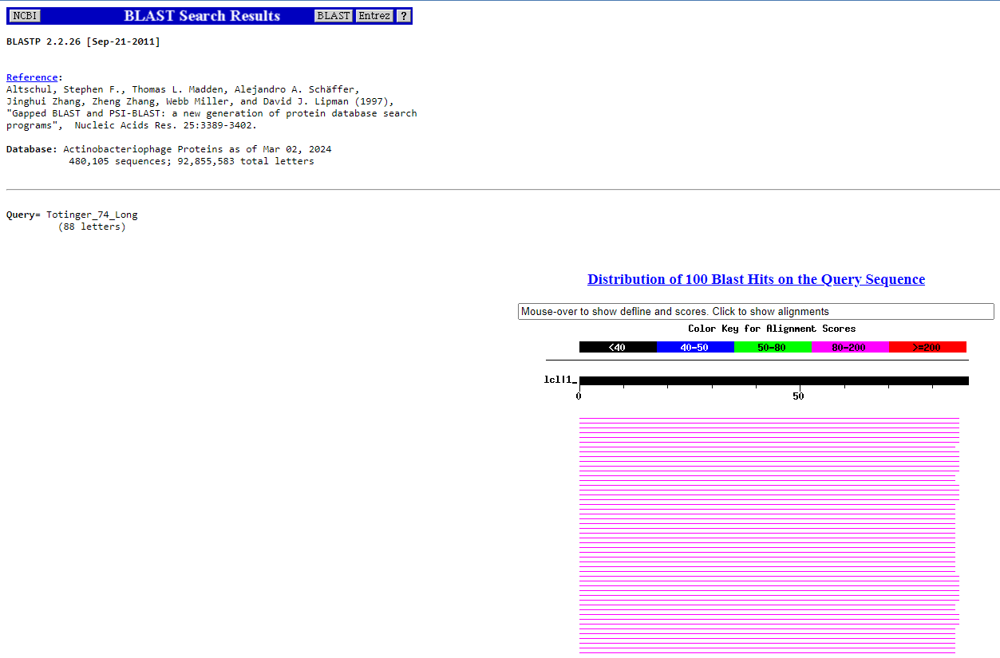 NCBI BLAST Search Results BLAST Entrez ?
BLASTP 2.2.26 [Sep-21-2011]
Reference:
Altschul, Stephen F., Thomas L. Madden, Alejandro A. Schäffer,
Jinghui Zhang, Zheng Zhang, Webb Miller, and David J. Lipman (1997),
"Gapped BLAST and PSI-BLAST: a new generation of protein database search
programs", Nucleic Acids Res. 25:3389-3402.
Database: Actinobacteriophage Proteins as of Mar 02, 2024
480,105 sequences; 92,855,583 total letters
Query= Totinger_74_Long
(88 letters)
Distribution of 100 Blast Hits on the Query Sequence
Mouse-over to show defline and scores. Click to show alignments
Color Key for Alignment Scores
<40 40-50 50-80 80-200 >=200
lcl|1_
0 50